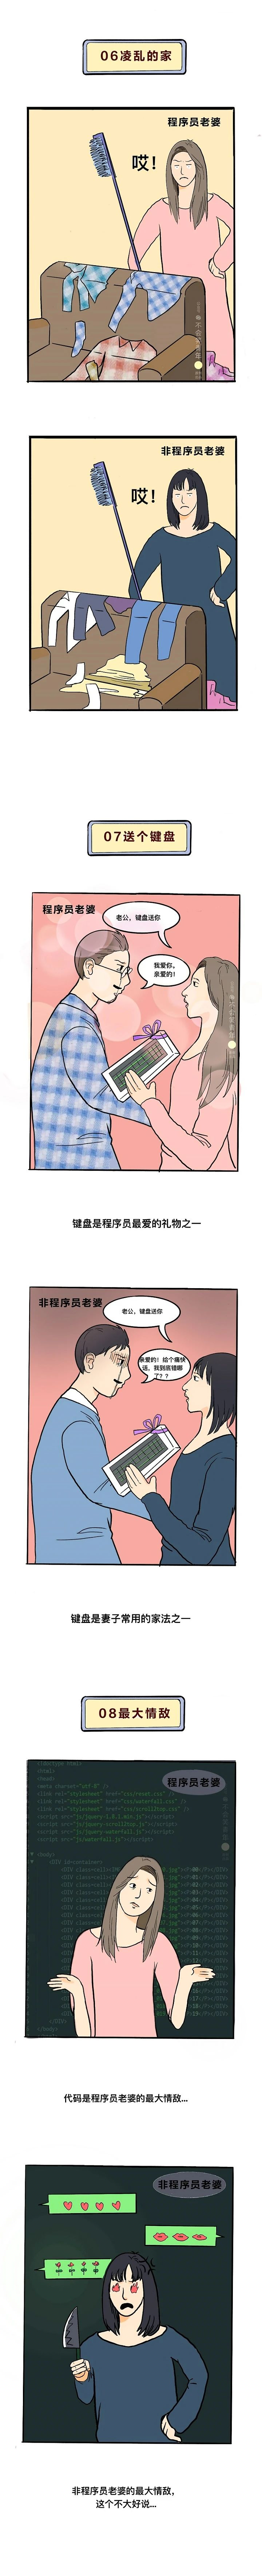 06凌乱的家
程序员老婆
哎!
非程序员老婆
哎!
07送个键盘
程序员老婆
老公，键盘送你
我爱你，
亲爱的!
键盘是程序员最爱的礼物之一
非程序员老婆
老公，键盘送你
亲爱的！给个痛快
话，我到底错哪
了？？
键盘是妻子常用的家法之一
08最大情敌
程序员老婆
<html>
<head>
<body>
代码是程序员老婆的最大情敌...
非程序员老婆
非程序员老婆的最大情敌，
这个不大好说...